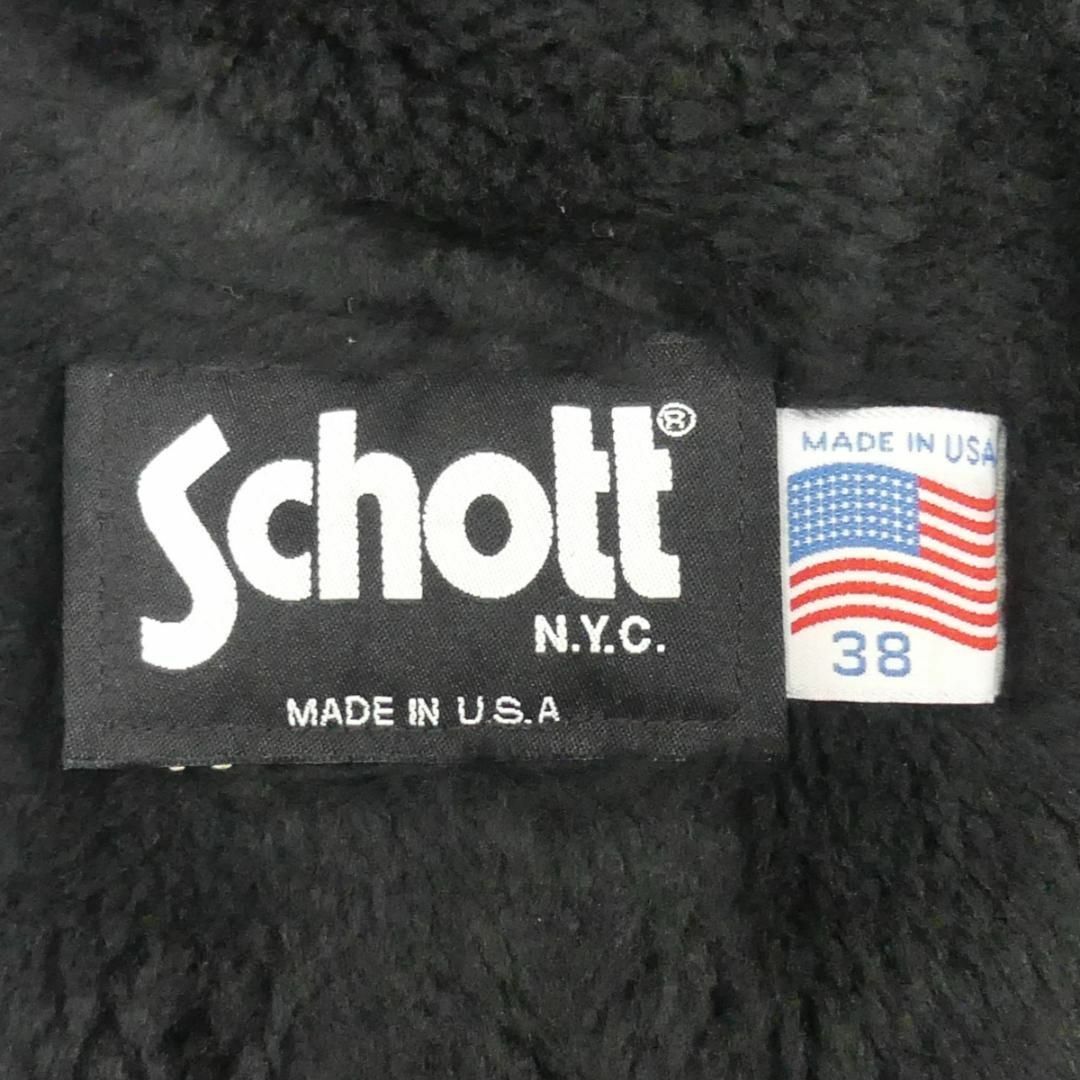 Schott®
N.Y.C.
MADE IN U.S.A
MADE IN USA
38